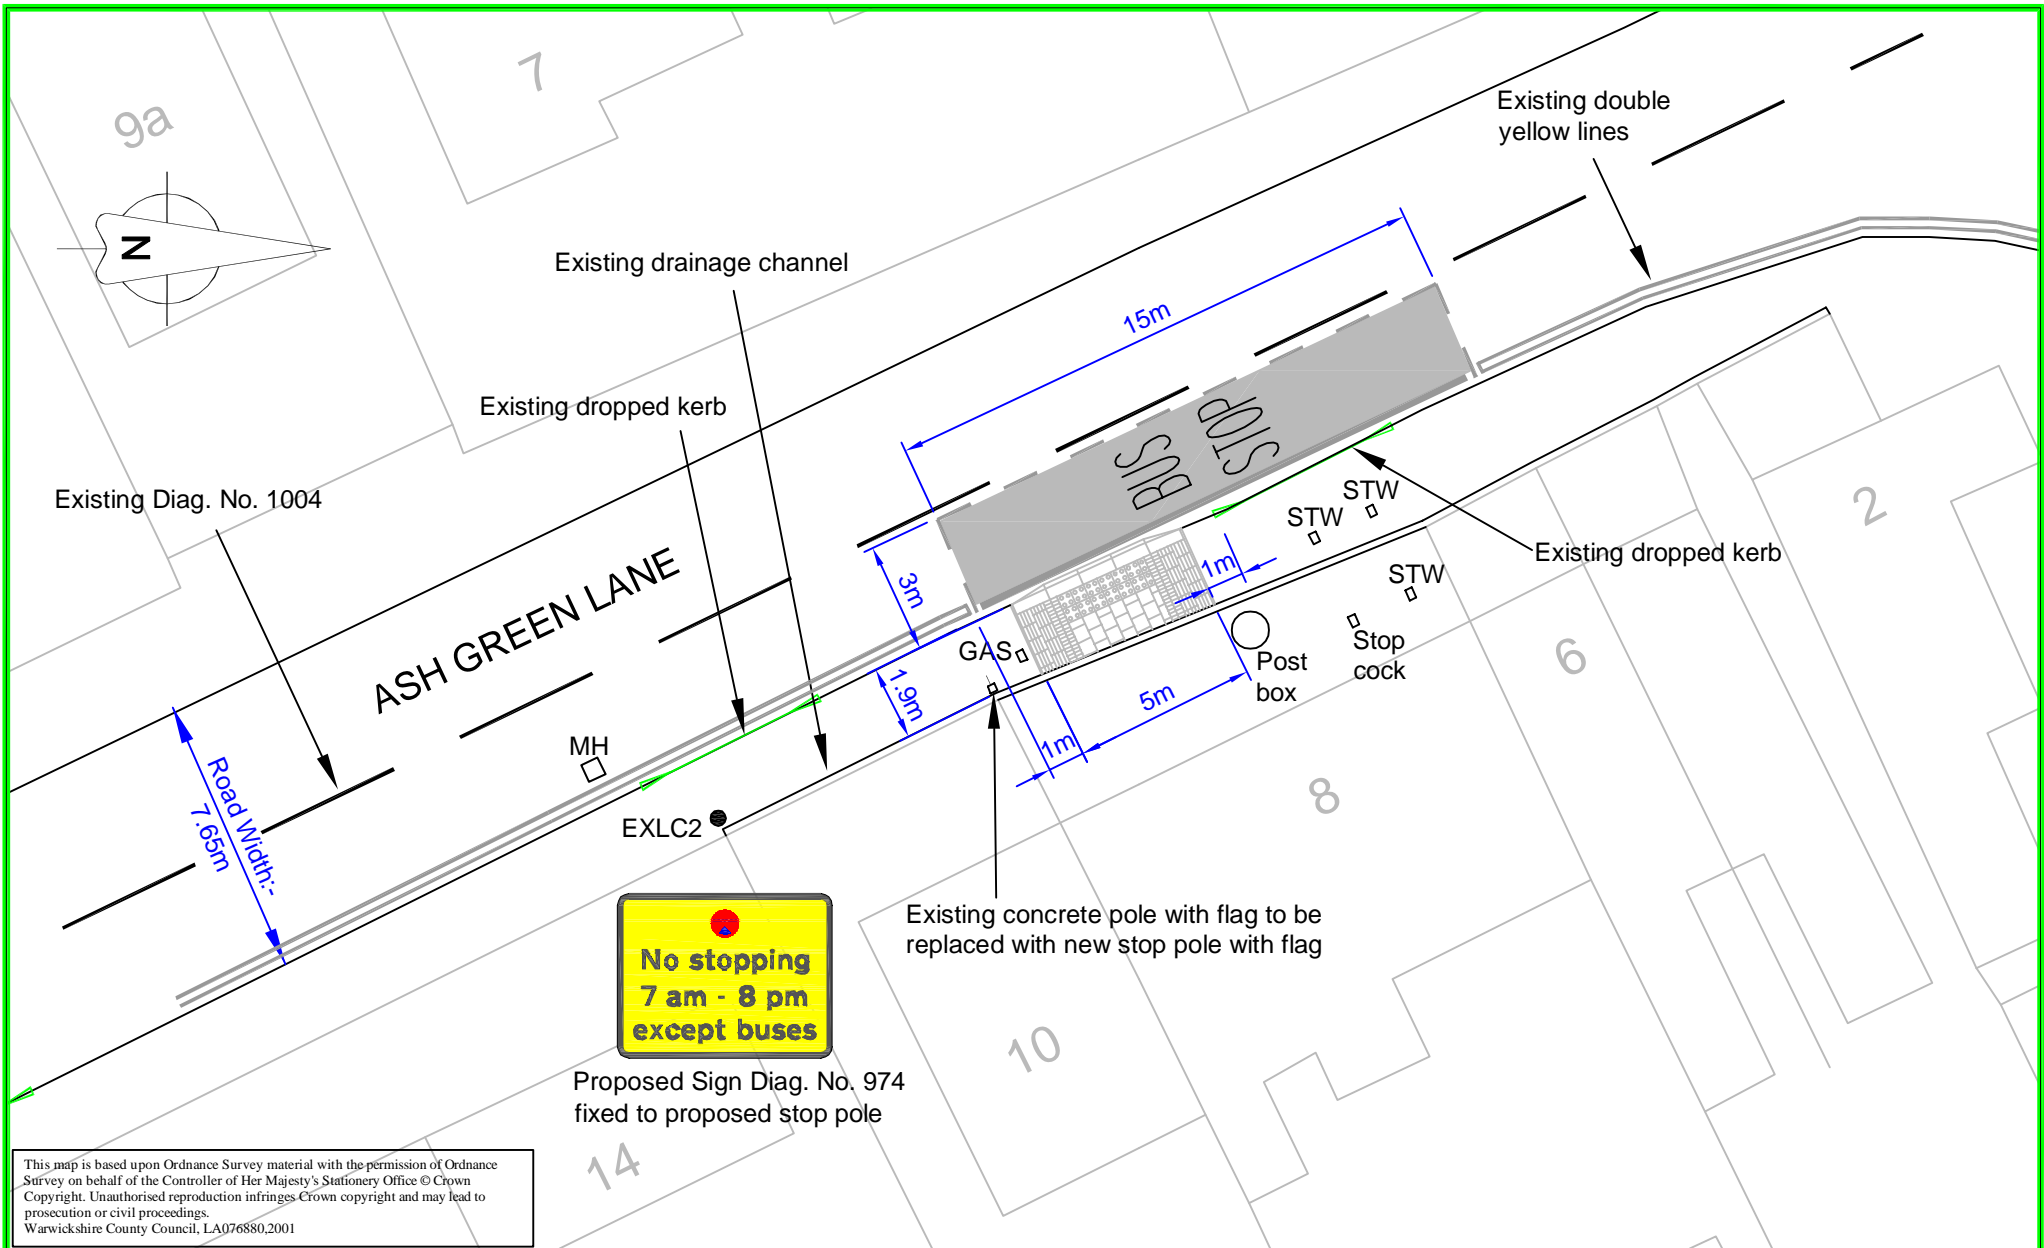 7
9a
N
Existing double
yellow lines
Existing drainage channel
15m
Existing dropped kerb
BUS
STOP
Existing Diag. No. 1004
STW
STW
2
Existing dropped kerb
ASH GREEN LANE
3m
1m
STW
GAS
Stop
cock
Post
box
6
1.9m
5m
1m
MH
Road Width:-
7.65m
8
EXLC2
Existing concrete pole with flag to be
replaced with new stop pole with flag
No stopping
7 am - 8 pm
except buses
10
Proposed Sign Diag. No. 974
fixed to proposed stop pole
14
This map is based upon Ordnance Survey material with the permission of Ordnance
Survey on behalf of the Controller of Her Majesty's Stationery Office © Crown
Copyright. Unauthorised reproduction infringes Crown copyright and may lead to
prosecution or civil proceedings.
Warwickshire County Council, LA076880,2001